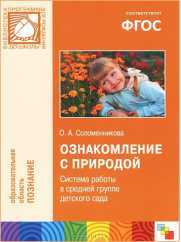 СООТВЕТСТВУЕТ
ФГОС
О. А. Соломенникова
ОЗНАКОМЛЕНИЕ
С ПРИРОДОЙ
Система работы
в средней группе
детского сада
образовательная
область
ПОЗНАНИЕ